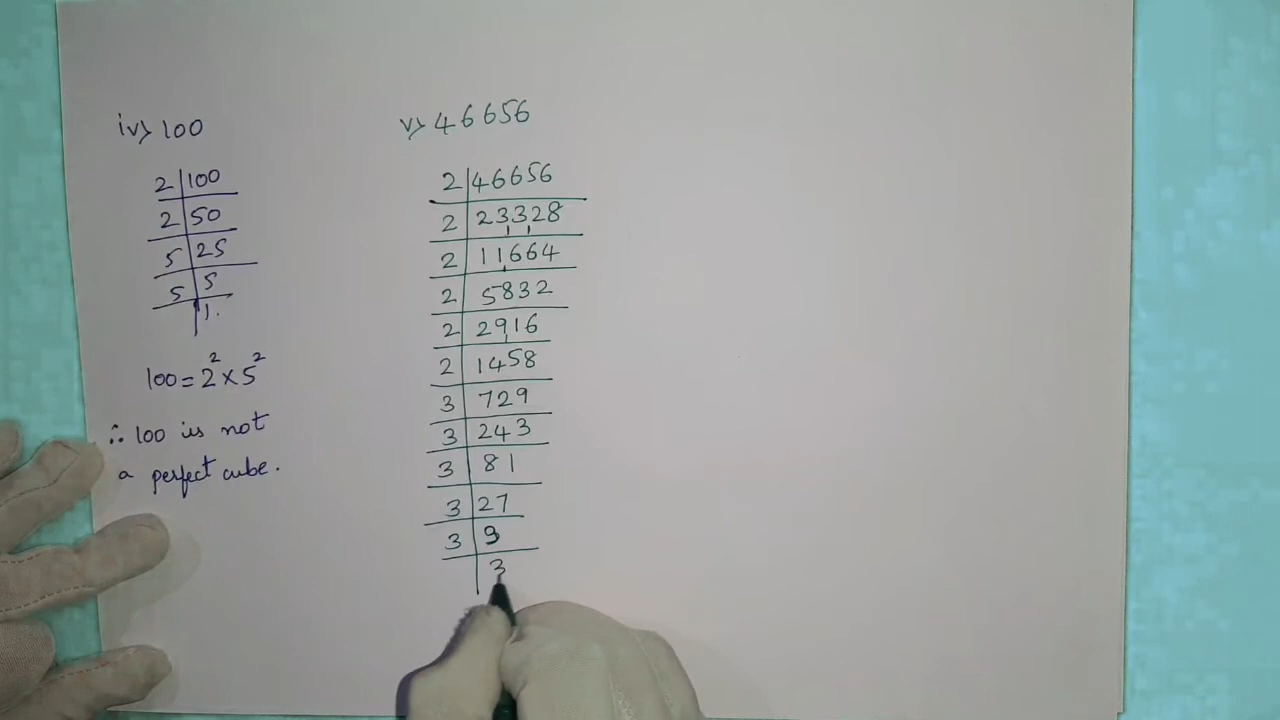 iv> 100
2 | 100
2 | 50
5 | 25
5 | 5
1.
100 = 2² × 5²
∴ 100 is not
a perfect cube.
v> 46656
2 | 46656
2 | 23328
2 | 11664
2 | 5832
2 | 2916
2 | 1458
3 | 729
3 | 243
3 | 81
3 | 27
3 | 9
3